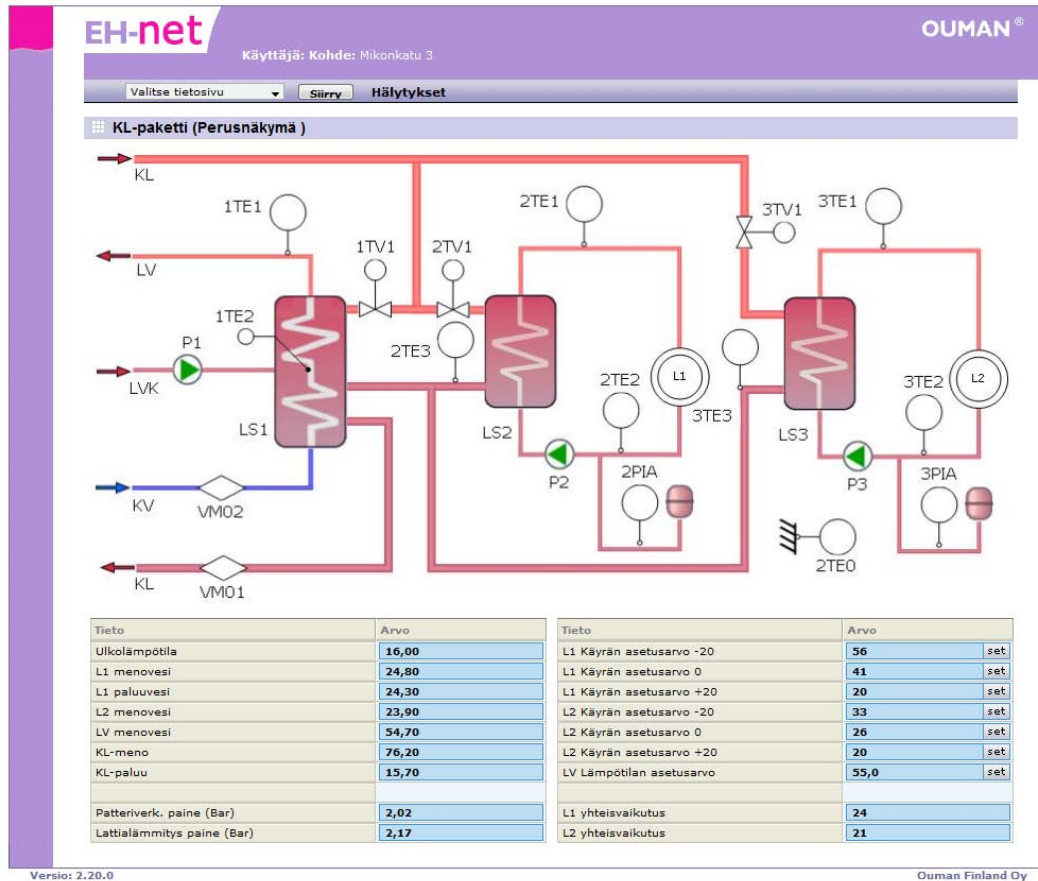 EH-net
OUMAN ®
Käyttäjä: Kohde: Mikonkatu 3
Valitse tietosivu Siirry Hälytykset
KL-paketti (Perusnäkymä )
KL
1TE1
2TE1
3TV1
3TE1
LV
1TV1
2TV1
1TE2
P1
2TE3
LVK
2TE2
L1
3TE3
3TE2
L2
LS1
LS2
LS3
P2
P3
2PIA
3PIA
KV
VM02
2TE0
KL
VM01
Tieto Arvo Tieto Arvo
Ulkolämpötila 16,00 L1 Käyrän asetusarvo -20 56 set
L1 menovesi 24,80 L1 Käyrän asetusarvo 0 41 set
L1 paluuvesi 24,30 L1 Käyrän asetusarvo +20 20 set
L2 menovesi 23,90 L2 Käyrän asetusarvo -20 33 set
LV menovesi 54,70 L2 Käyrän asetusarvo 0 26 set
KL-meno 76,20 L2 Käyrän asetusarvo +20 20 set
KL-paluu 15,70 LV Lämpötilan asetusarvo 55,0 set
Patteriverk. paine (Bar) 2,02 L1 yhteisvaikutus 24
Lattialämmitys paine (Bar) 2,17 L2 yhteisvaikutus 21
Versio: 2.20.0 Ouman Finland Oy